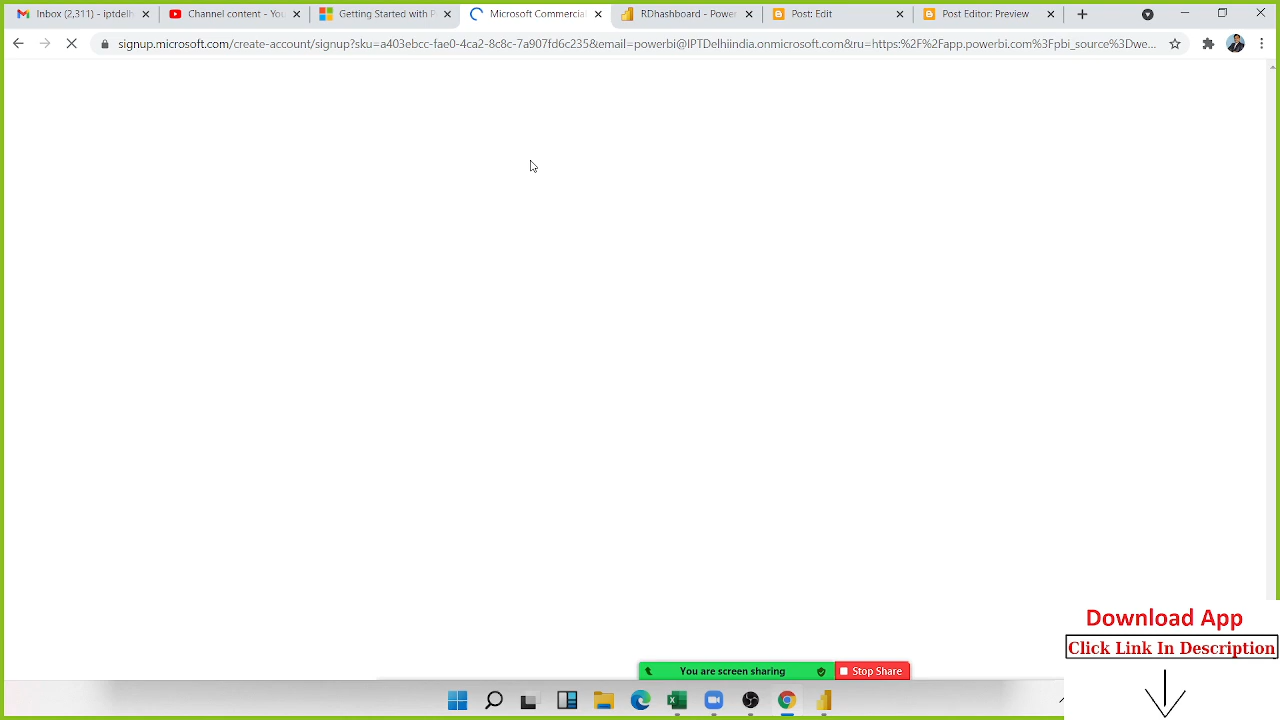 Inbox (2,311) - iptdelh
Channel content - You
Getting Started with P
Microsoft Commercia
RDhashboard - Power
Post: Edit
Post Editor: Preview
signup.microsoft.com/create-account/signup?sku=a403ebcc-fae0-4ca2-8c8c-7a907fd6c235&email=powerbi@IPTDelhiindia.onmicrosoft.com&ru=https:%2F%2Fapp.powerbi.com%3Fpbi_source%3Dwe...
Download App
Click Link In Description
You are screen sharing
Stop Share